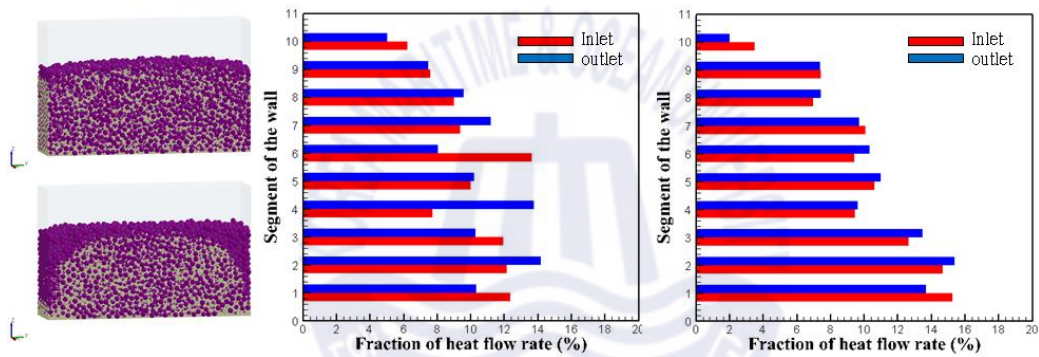 11
10
9
8
7
6
5
4
3
2
1
0
Segment of the wall
Inlet
outlet
0 2 4 6 8 10 12 14 16 18 20
Fraction of heat flow rate (%)
11
10
9
8
7
6
5
4
3
2
1
0
Segment of the wall
Inlet
outlet
0 2 4 6 8 10 12 14 16 18 20
Fraction of heat flow rate (%)
z
Y
z
Y
MARITIME & OCEAN